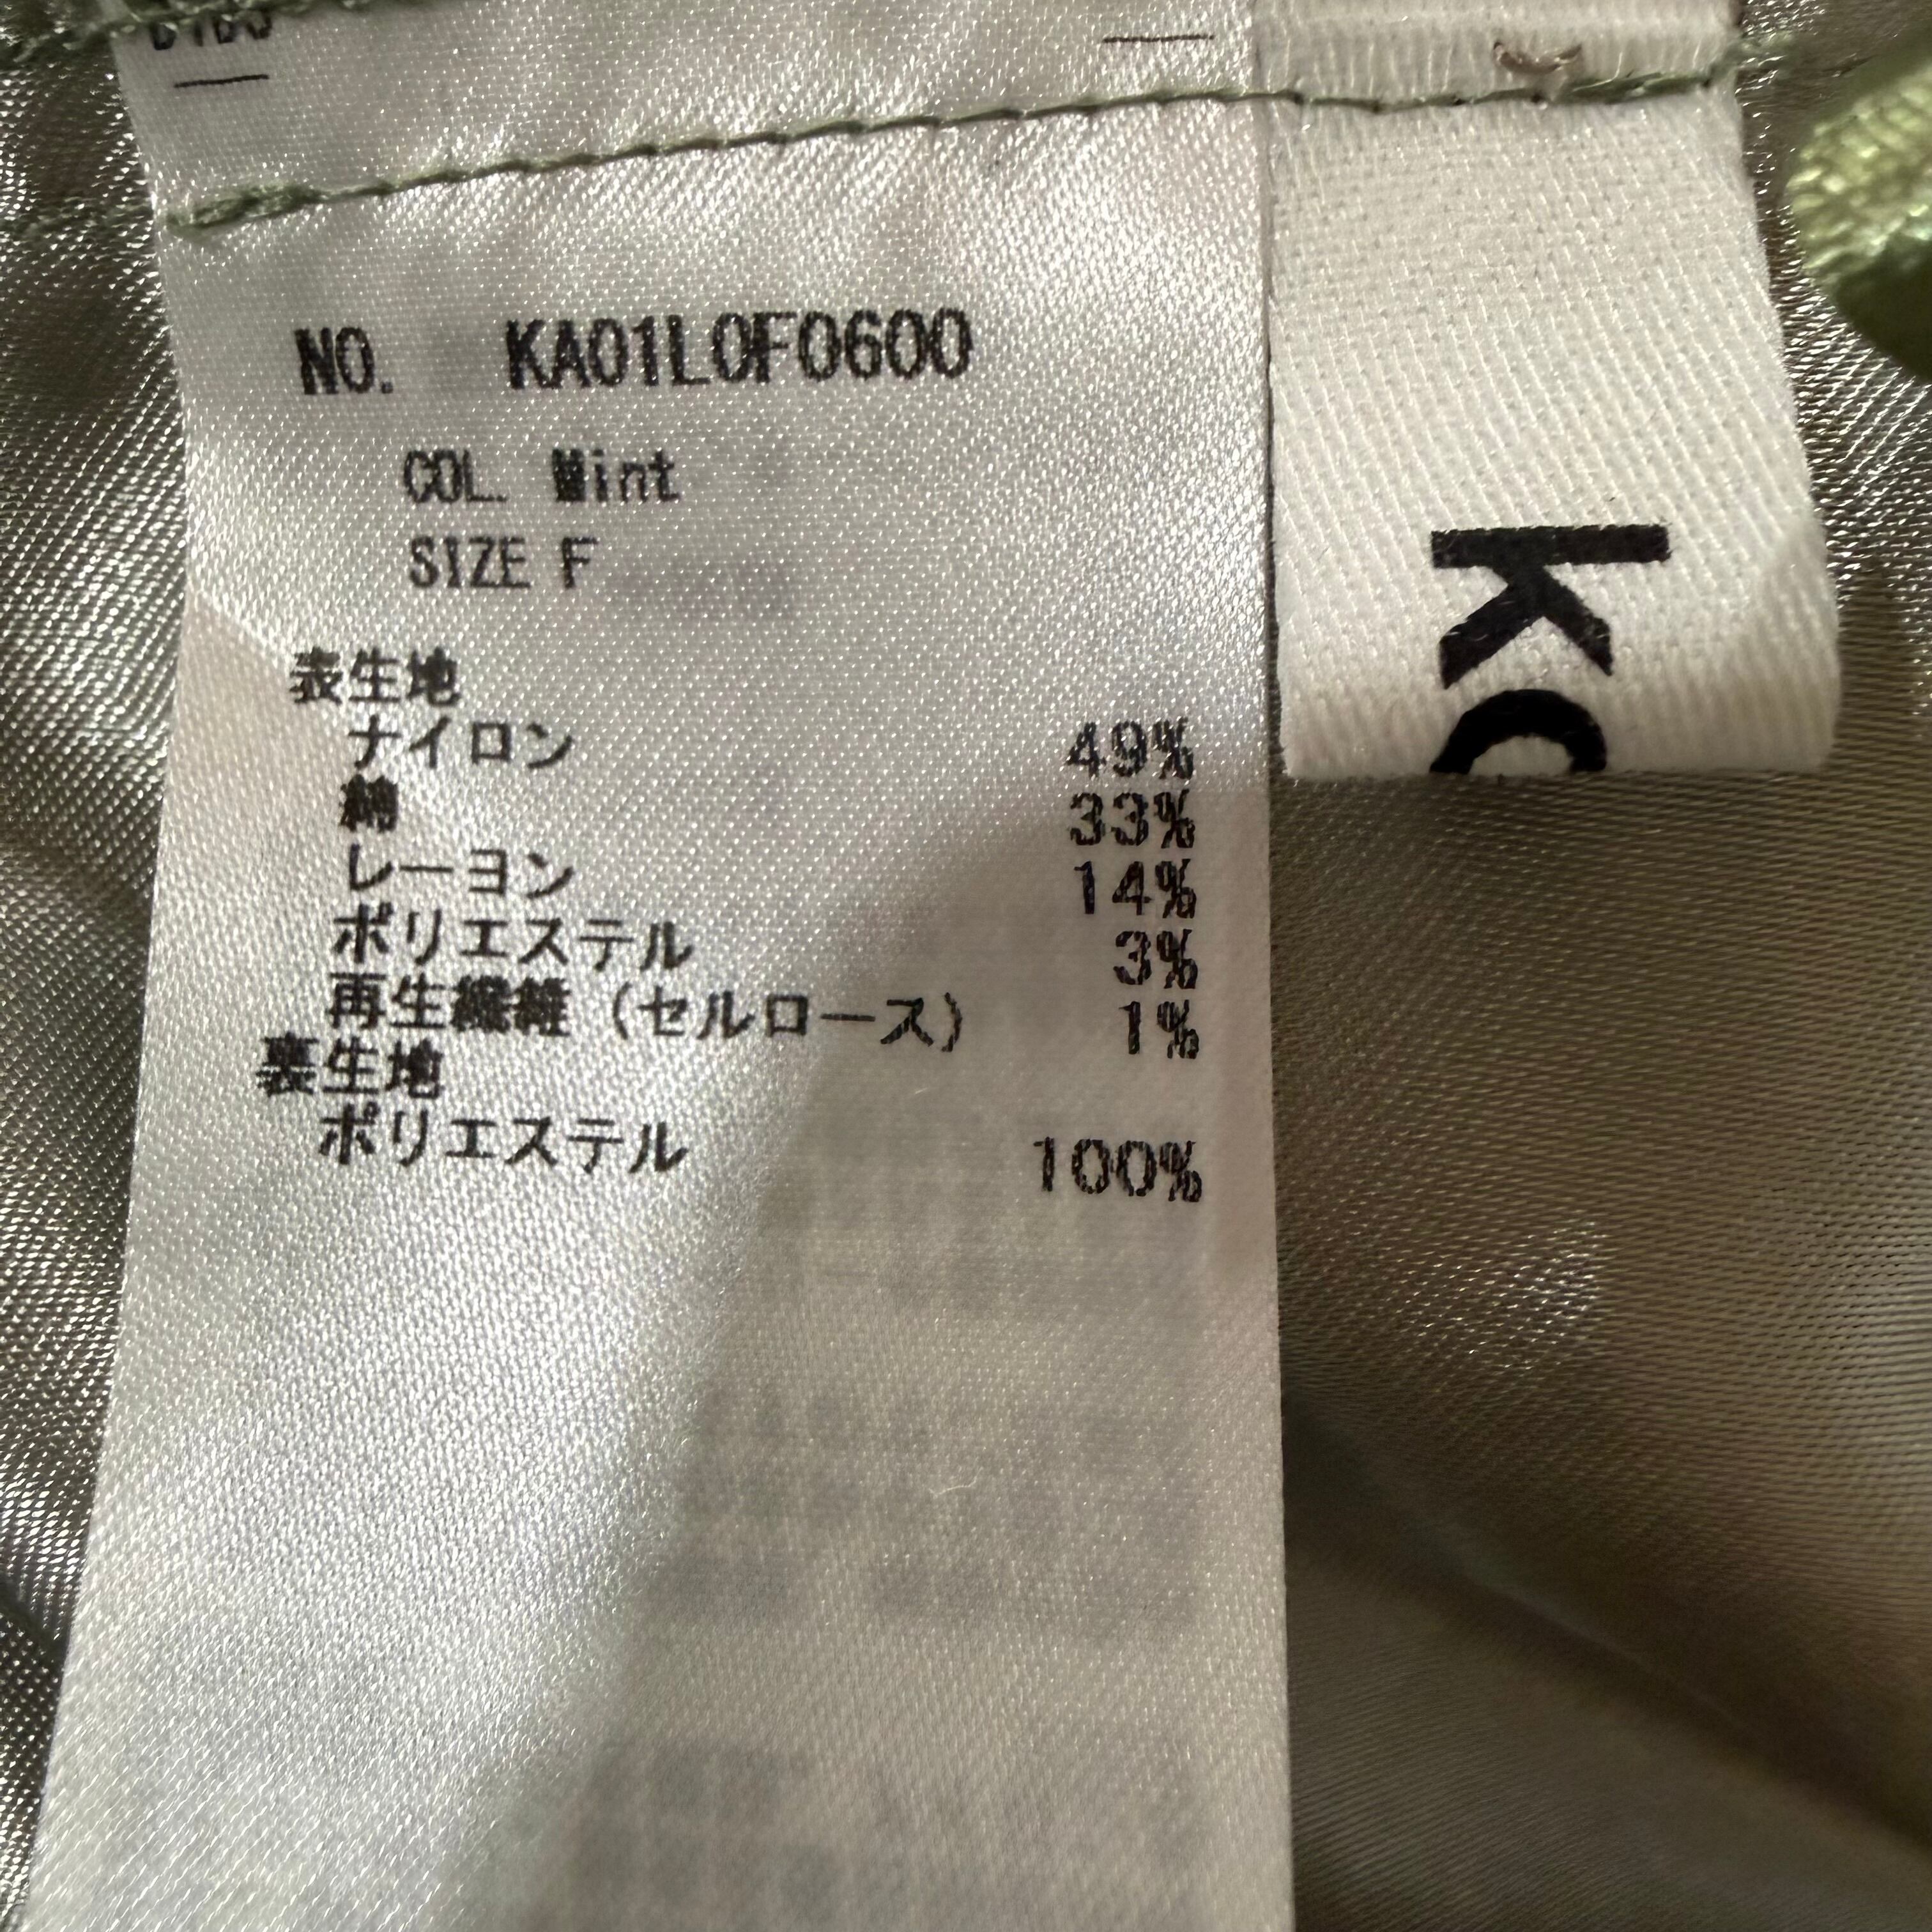 NO. KA01L0F0600
COL. Mint
SIZE F
表生地
ナイロン 49%
綿 33%
レーヨン 14%
ポリエステル 3%
再生繊維(セルロース) 1%
裏生地
ポリエステル 100%